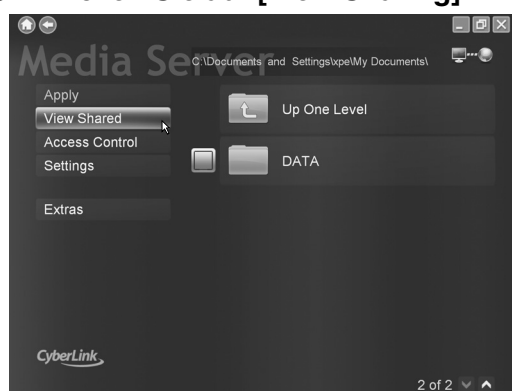 Media Server
C:\Documents and Settings\xpe\My Documents\
Apply
View Shared
Access Control
Settings
Extras
Up One Level
DATA
CyberLink
2 of 2